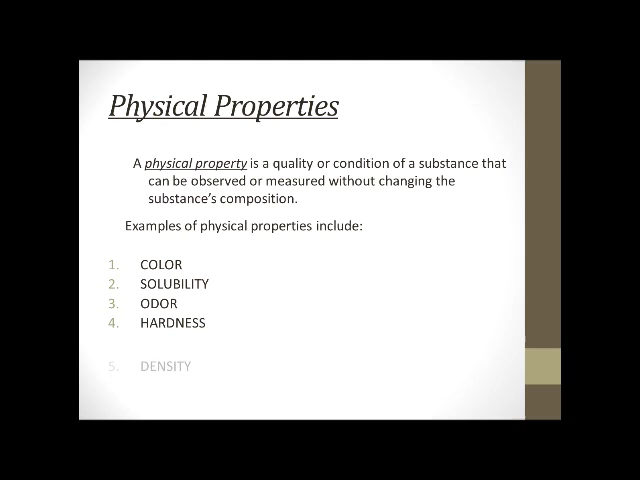 Physical Properties
A physical property is a quality or condition of a substance that
can be observed or measured without changing the
substance's composition.
Examples of physical properties include:
1. COLOR
2. SOLUBILITY
3. ODOR
4. HARDNESS
5. DENSITY